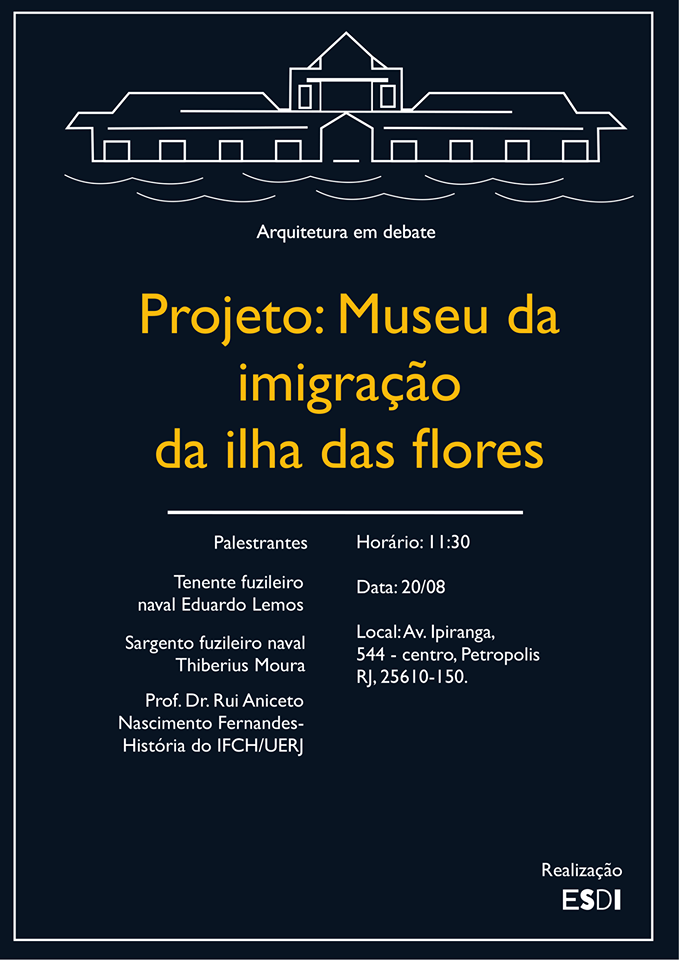 Arquitetura em debate
Projeto: Museu da
imigração
da ilha das flores
Palestrantes
Tenente fuzileiro
naval Eduardo Lemos
Sargento fuzileiro naval
Thiberius Moura
Prof. Dr. Rui Aniceto
Nascimento Fernandes-
História do IFCH/UERJ
Horário: 11:30
Data: 20/08
Local: Av. Ipiranga,
544 - centro, Petropolis
RJ, 25610-150.
Realização
ESDI